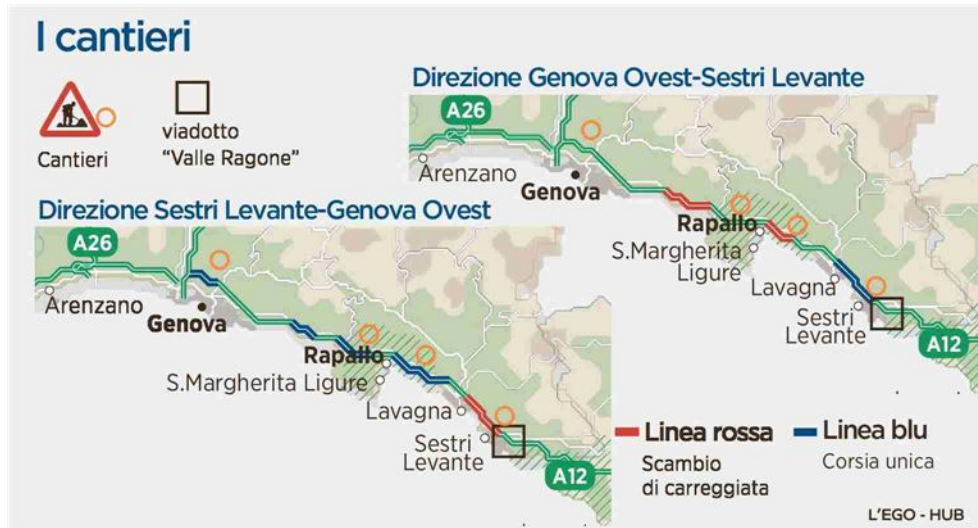 I cantieri
Cantieri
viadotto
“Valle Ragone”
Direzione Genova Ovest-Sestri Levante
A26
Arenzano
Genova
Rapallo
S.Margherita
Ligure
Lavagna
Sestri
Levante
A12
Direzione Sestri Levante-Genova Ovest
A26
Arenzano
Genova
Rapallo
S.Margherita Ligure
Lavagna
Sestri
Levante
A12
Linea rossa
Scambio
di carreggiata
Linea blu
Corsia unica
L'EGO - HUB